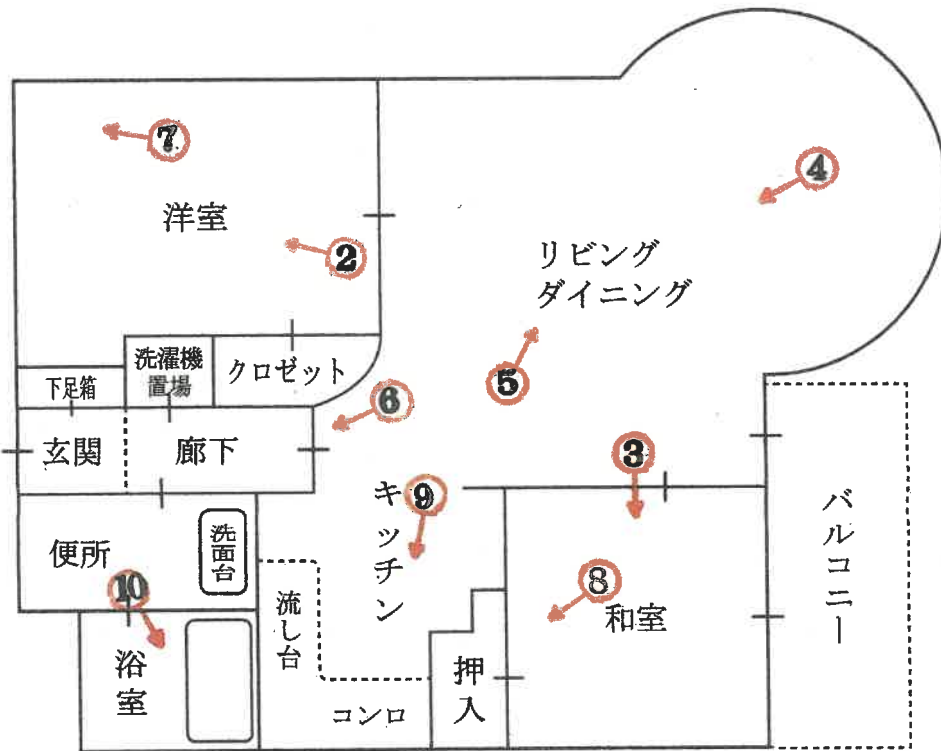 ⑦
④
洋室
②
リビング
ダイニング
洗濯機
置場
クロゼット
下足箱
⑤
⑥
玄関
廊下
③
⑨
キッチン
バルコニー
洗面台
便所
⑩
⑧
和室
流し台
浴室
押入
コンロ